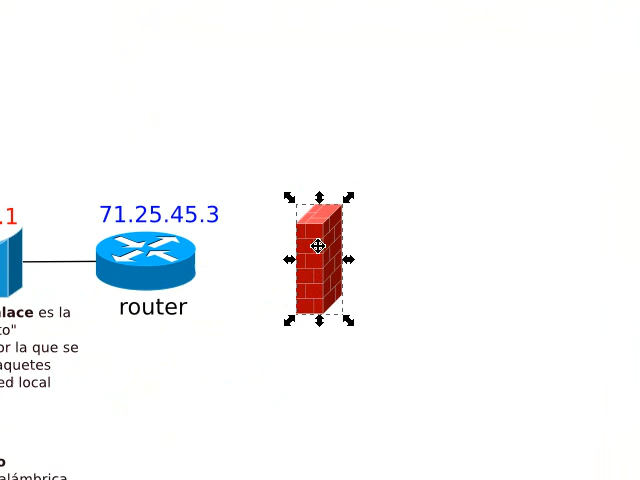 .1
71.25.45.3
router
lace es la
to"
or la que se
aquetes
ed local
o
alámbrica